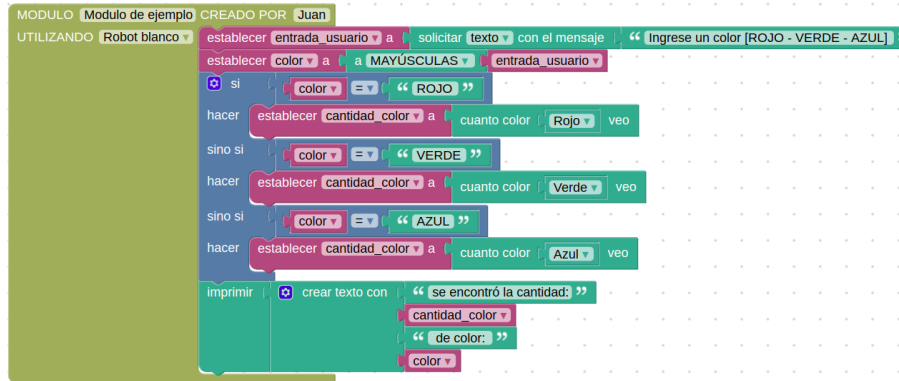 MODULO Modulo de ejemplo CREADO POR Juan
UTILIZANDO Robot blanco
establecer entrada_usuario a solicitar texto con el mensaje “ Ingrese un color [ROJO - VERDE - AZUL]
establecer color a a MAYÚSCULAS entrada_usuario
si color = “ ROJO ”
hacer establecer cantidad_color a cuanto color Rojo veo
sino si color = “ VERDE ”
hacer establecer cantidad_color a cuanto color Verde veo
sino si color = “ AZUL ”
hacer establecer cantidad_color a cuanto color Azul veo
imprimir crear texto con “ se encontró la cantidad: ”
cantidad_color
“ de color: ”
color